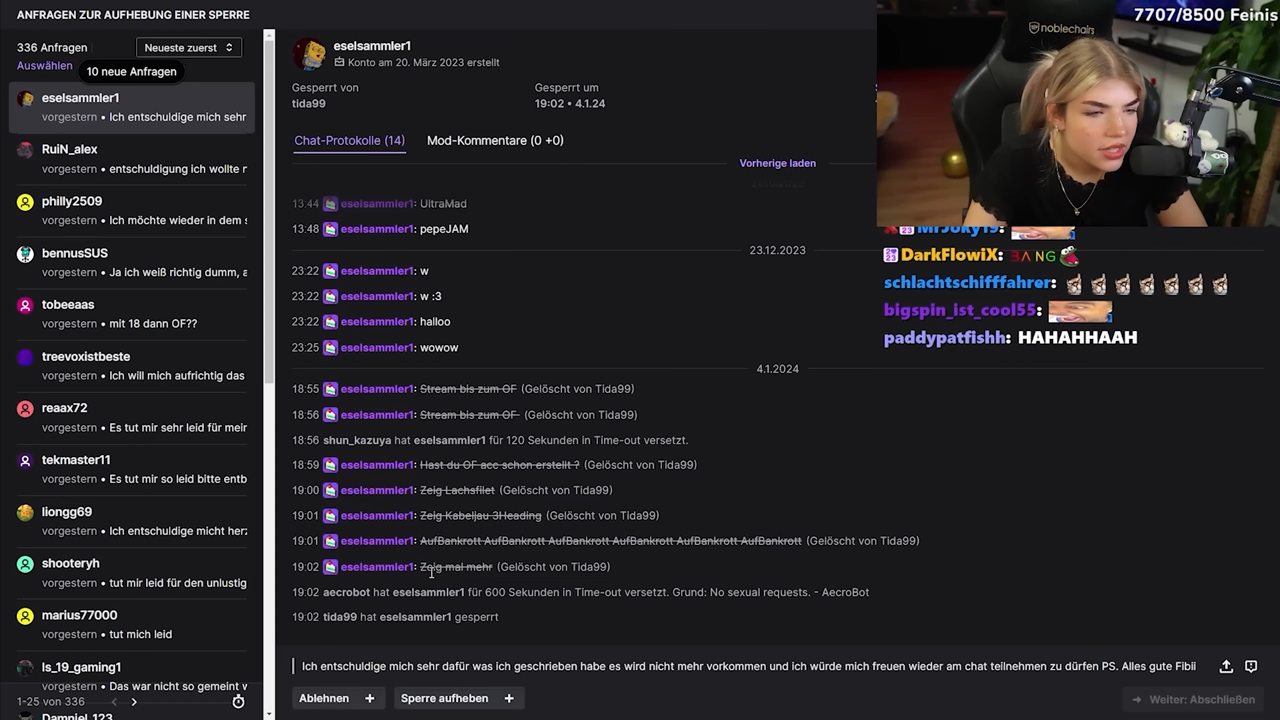 ANFRAGEN ZUR AUFHEBUNG EINER SPERRE
7707/8500 Feinis
noblechairs
336 Anfragen
Neueste zuerst
Auswählen
10 neue Anfragen
eselsammler1
vorgestern • Ich entschuldige mich sehr
RuiN_alex
vorgestern • entschuldigung ich wollte r
philly2509
vorgestern • Ich möchte wieder in dem s
bennusSUS
vorgestern • Ja ich weiß richtig dumm, a
tobeeaas
vorgestern • mit 18 dann OF??
treevoxistbeste
vorgestern • Ich will mich aufrichtig das
reaax72
vorgestern • Es tut mir sehr leid für meir
tekmaster11
vorgestern • Es tut mir so leid bitte entb
liongg69
vorgestern • Ich entschuldige micht her
shooteryh
vorgestern • tut mir leid für den unlustig
marius77000
vorgestern • tut mich leid
ls_19_gaming1
vorgestern • Das war nicht so gemeint
1-25 von 336
Damniel_123
eselsammler1
Konto am 20. März 2023 erstellt
Gesperrt von
tida99
Gesperrt um
19:02 • 4.1.24
Chat-Protokolle (14)
Mod-Kommentare (0 +0)
Vorherige laden
13:44 eselsammler1: UltraMad
13:48 eselsammler1: pepeJAM
23.12.2023
23:22 eselsammler1: w
23:22 eselsammler1: w :3
23:22 eselsammler1: halloo
23:25 eselsammler1: wowow
4.1.2024
18:55 eselsammler1: Stream bis zum OF (Gelöscht von Tida99)
18:56 eselsammler1: Stream bis zum OF (Gelöscht von Tida99)
18:56 shun_kazuya hat eselsammler1 für 120 Sekunden in Time-out versetzt.
18:59 eselsammler1: Hast du OF acc schon erstellt ? (Gelöscht von Tida99)
19:00 eselsammler1: Zeig Lachsfilet (Gelöscht von Tida99)
19:01 eselsammler1: Zeig Kabeljau 3Heading (Gelöscht von Tida99)
19:01 eselsammler1: AufBankrott AufBankrott AufBankrott AufBankrott AufBankrott AufBankrott (Gelöscht von Tida99)
19:02 eselsammler1: Zeig mal mehr (Gelöscht von Tida99)
19:02 aecrobot hat eselsammler1 für 600 Sekunden in Time-out versetzt. Grund: No sexual requests. - AecroBot
19:02 tida99 hat eselsammler1 gesperrt
Ich entschuldige mich sehr dafür was ich geschrieben habe es wird nicht mehr vorkommen und ich würde mich freuen wieder am chat teilnehmen zu dürfen PS. Alles gute Fibii
Ablehnen +
Sperre aufheben +
Weiter: Abschließen
MrJoky19:
DarkFlowiX: BANG
schlachtschifffahrer:
bigspin_ist_cool55:
paddypatfishh: HAHAHHAAH